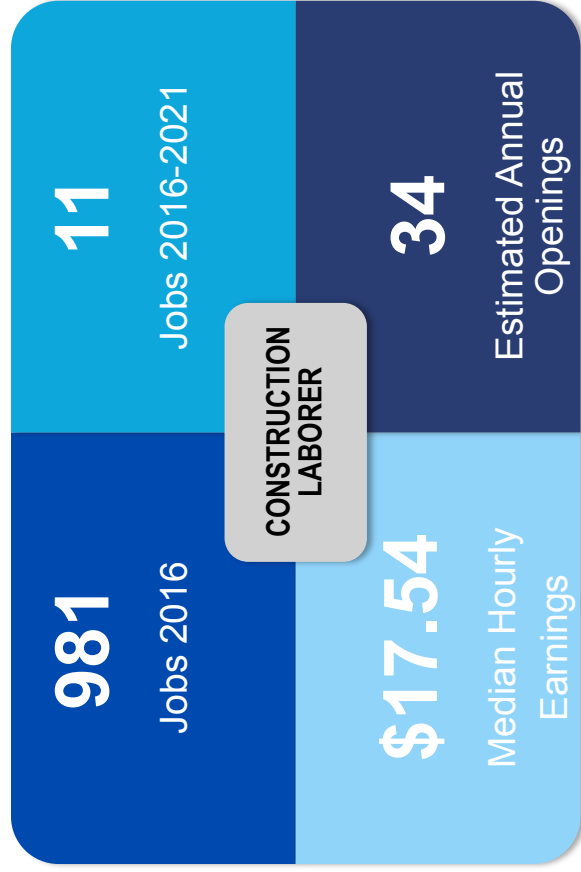 981
Jobs 2016
11
Jobs 2016-2021
CONSTRUCTION
LABORER
$17.54
Median Hourly
Earnings
34
Estimated Annual
Openings